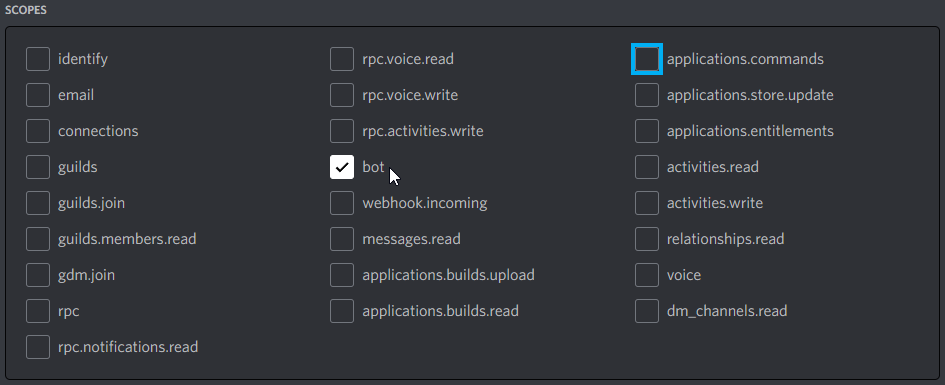 SCOPES
identify
rpc.voice.read
applications.commands
email
rpc.voice.write
applications.store.update
connections
rpc.activities.write
applications.entitlements
guilds
bot
activities.read
guilds.join
webhook.incoming
activities.write
guilds.members.read
messages.read
relationships.read
gdm.join
applications.builds.upload
voice
rpc
applications.builds.read
dm_channels.read
rpc.notifications.read